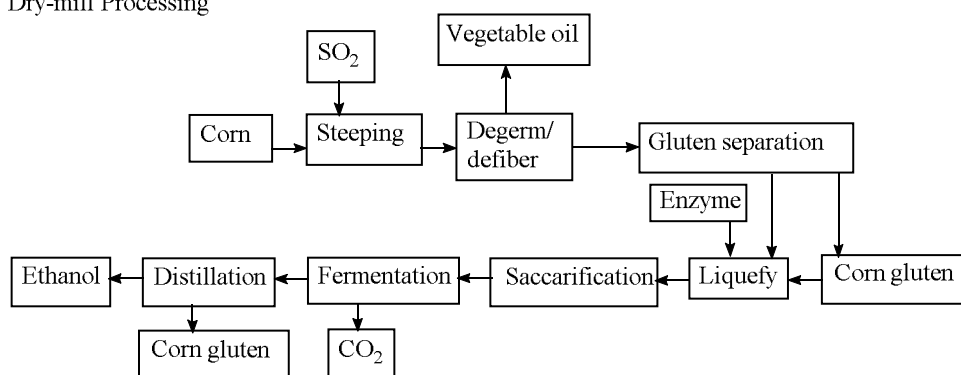 Dry-mill Processing
Vegetable oil
SO2
Corn
Steeping
Degerm/
defiber
Gluten separation
Enzyme
Ethanol
Distillation
Fermentation
Saccarification
Liquefy
Corn gluten
Corn gluten
CO2